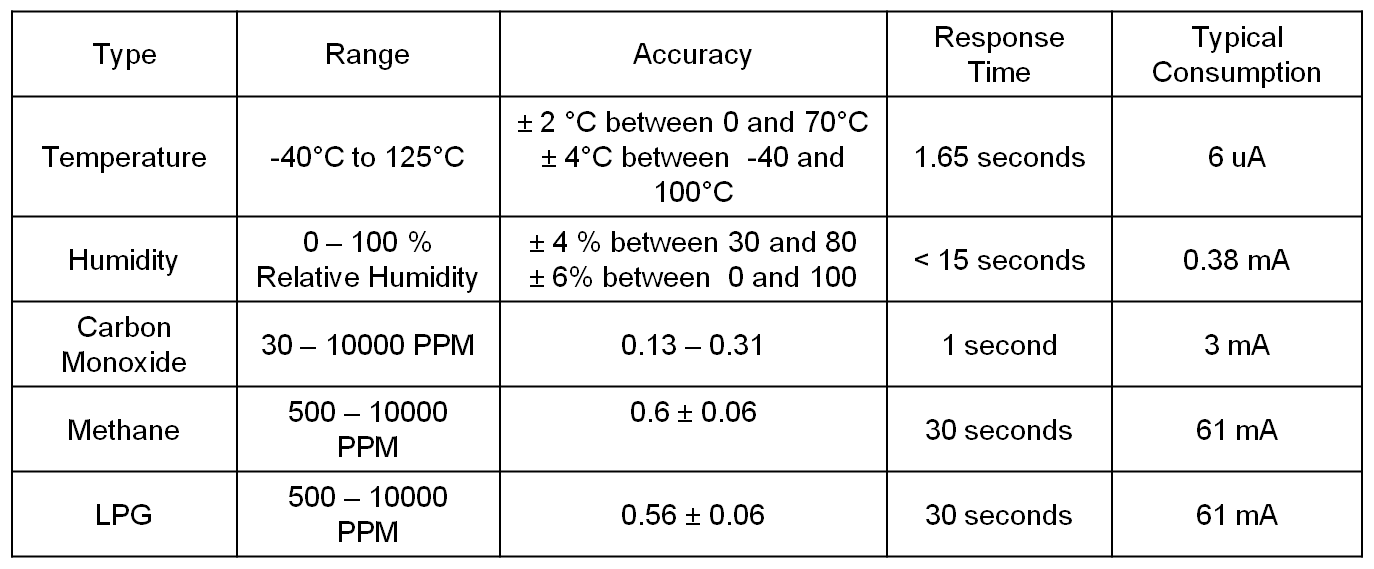 Type
Range
Accuracy
Response
Time
Typical
Consumption
Temperature
-40°C to 125°C
± 2 °C between 0 and 70°C
± 4°C between -40 and
100°C
1.65 seconds
6 uA
Humidity
0 – 100 %
Relative Humidity
± 4 % between 30 and 80
± 6% between 0 and 100
< 15 seconds
0.38 mA
Carbon
Monoxide
30 – 10000 PPM
0.13 – 0.31
1 second
3 mA
Methane
500 – 10000
PPM
0.6 ± 0.06
30 seconds
61 mA
LPG
500 – 10000
PPM
0.56 ± 0.06
30 seconds
61 mA